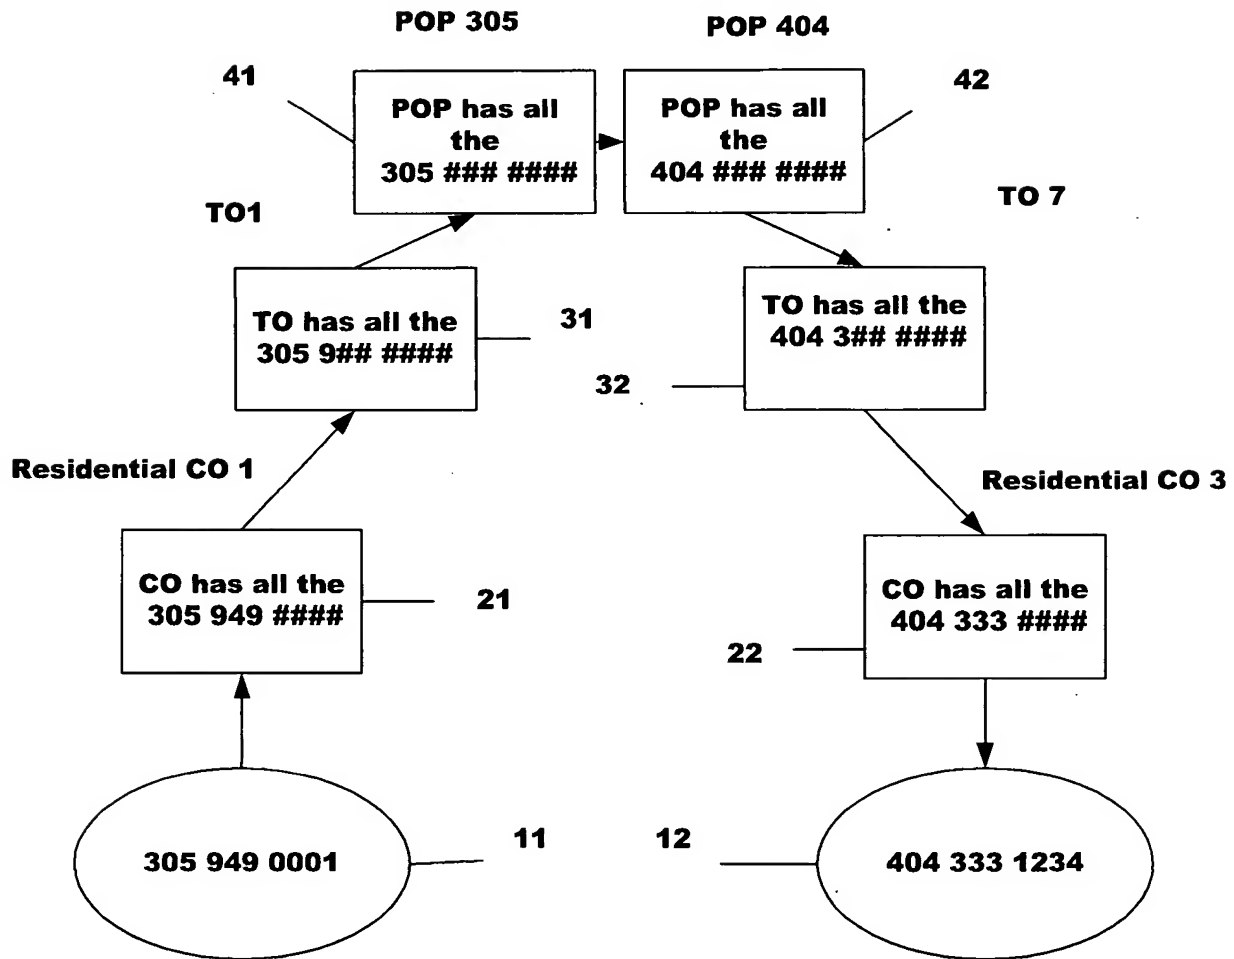 POP 305
POP 404
41
42
POP has all
the
305 ### ####
POP has all
the
404 ### ####
TO1
TO 7
TO has all the
305 9## ####
31
TO has all the
404 3## ####
32
Residential CO 1
Residential CO 3
CO has all the
305 949 ####
21
CO has all the
404 333 ####
22
305 949 0001
11
12
404 333 1234